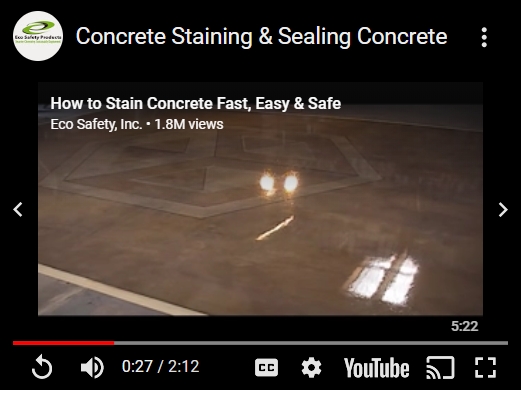 Eco Safety Products
Concrete Staining & Sealing Concrete
How to Stain Concrete Fast, Easy & Safe
Eco Safety, Inc. • 1.8M views
5:22
0:27 / 2:12
CC
YouTube